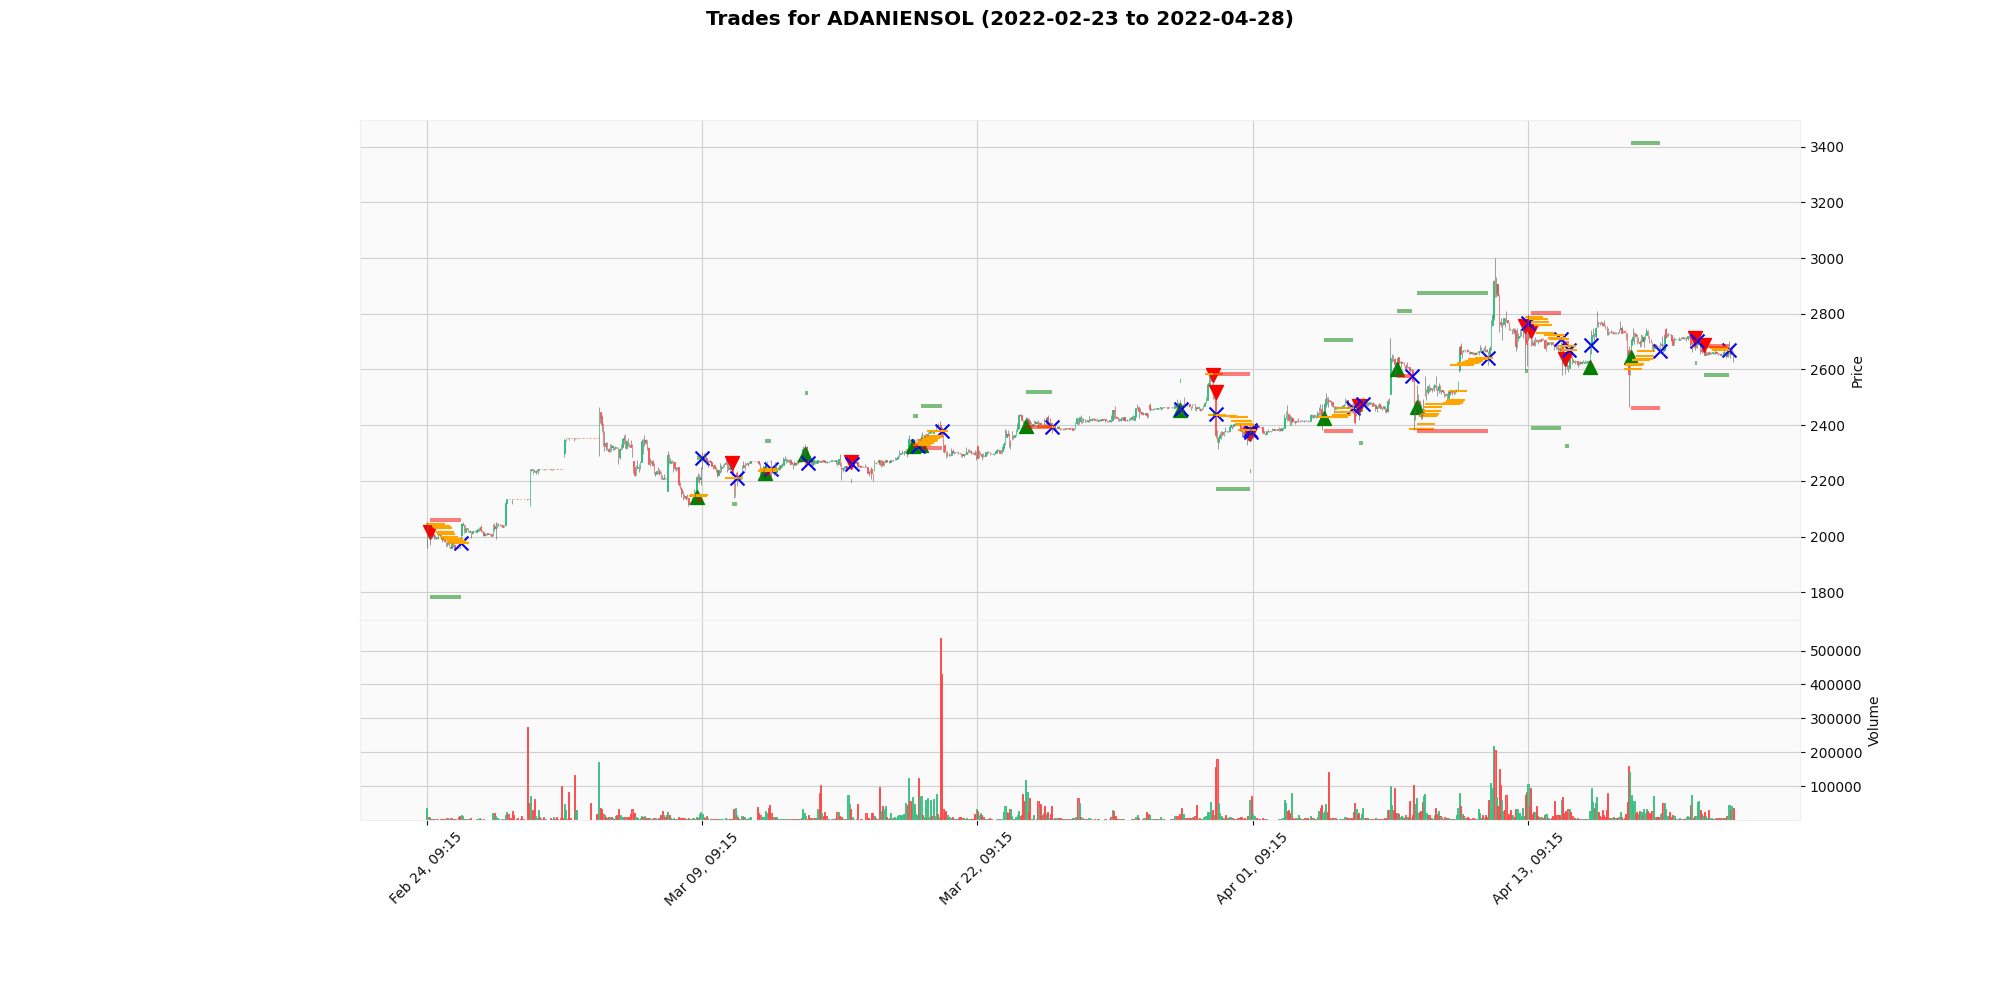 Trades for ADANIENSOL (2022-02-23 to 2022-04-28)
3400
3200
3000
2800
2600
2400
2200
2000
1800
Price
500000
400000
300000
200000
100000
Volume
Feb 24, 09:15
Mar 09, 09:15
Mar 22, 09:15
Apr 01, 09:15
Apr 13, 09:15